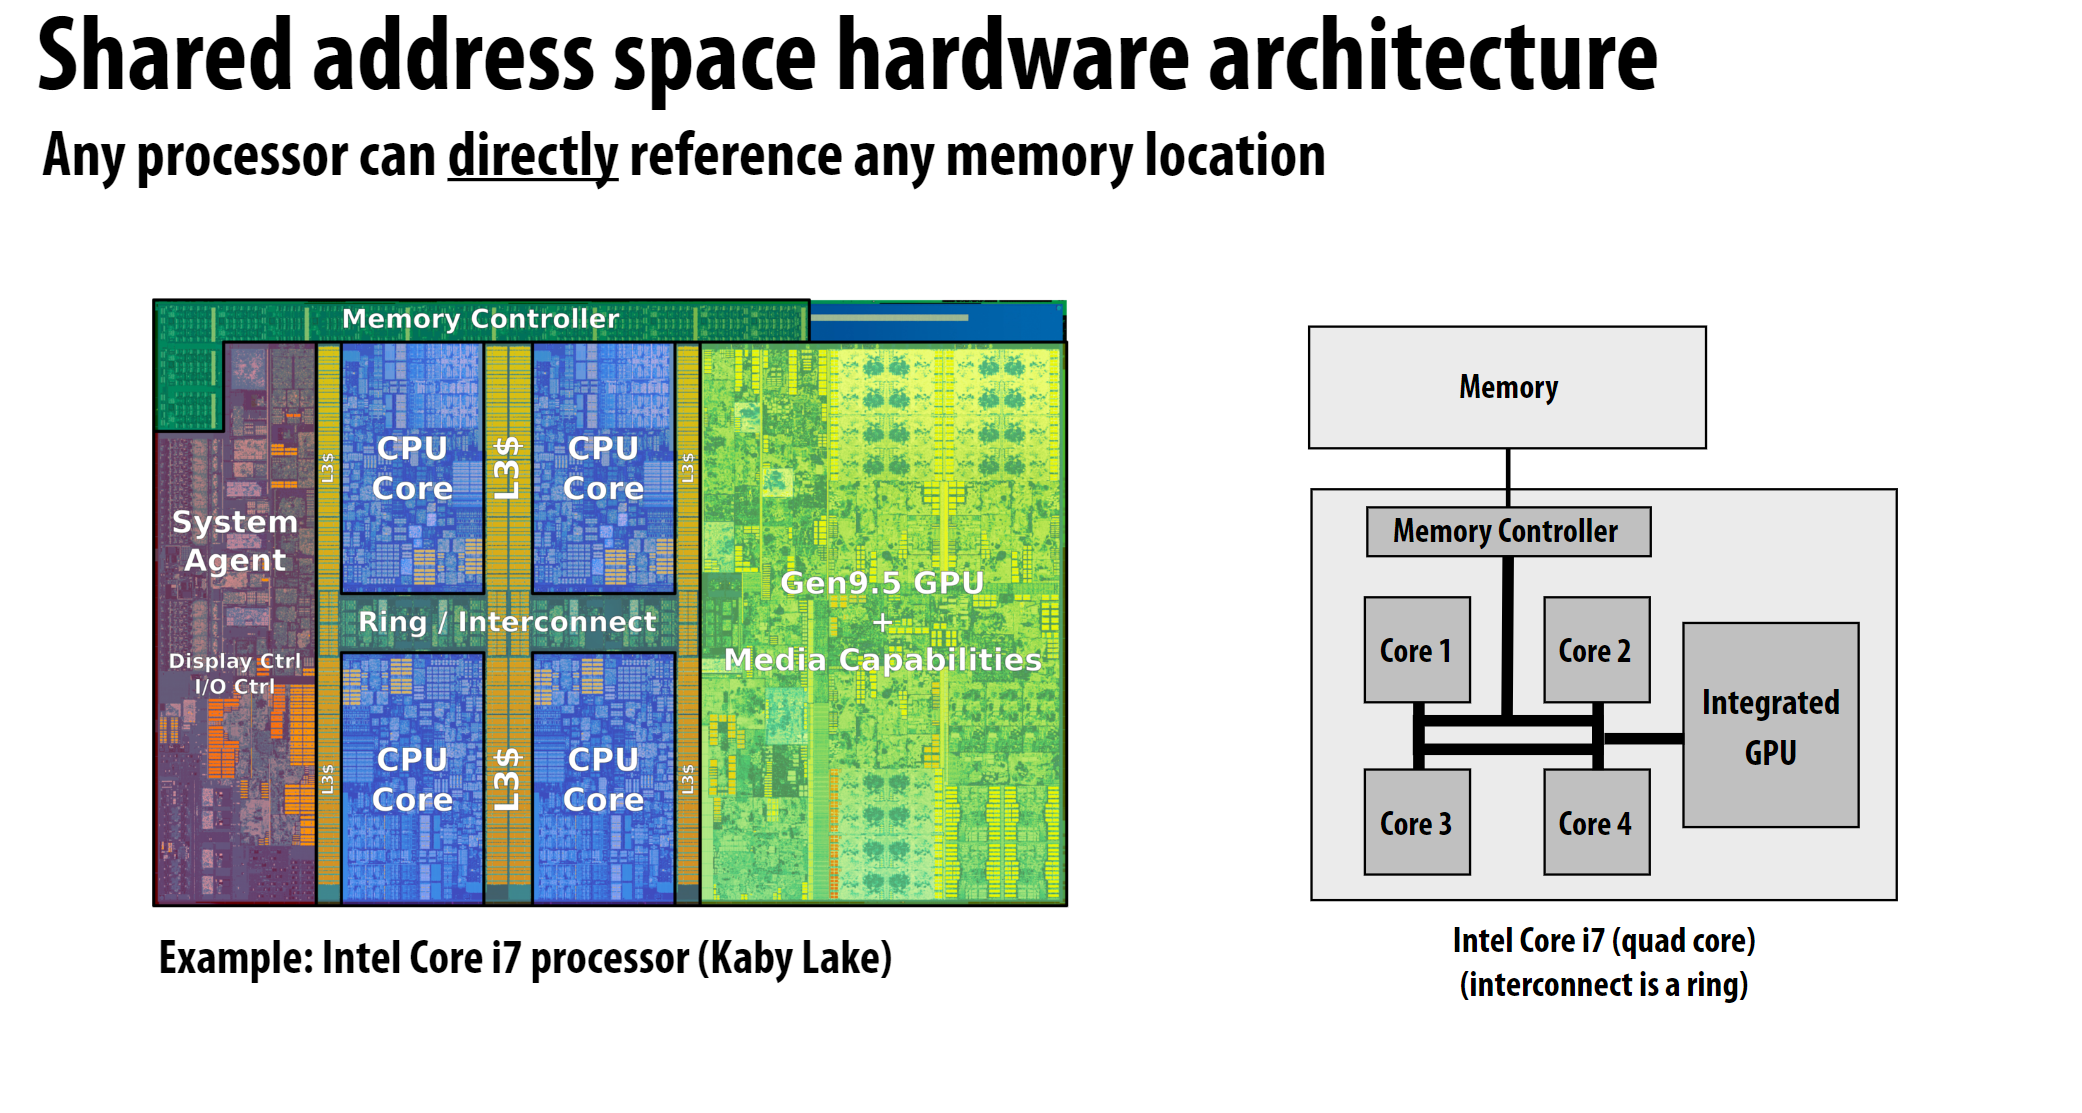 Shared address space hardware architecture
Any processor can directly reference any memory location
Memory Controller
System
Agent
Display Ctrl
I/O Ctrl
L3$
CPU
Core
L3$
CPU
Core
L3$
Ring / Interconnect
L3$
CPU
Core
L3$
CPU
Core
L3$
Gen9.5 GPU
+
Media Capabilities
Example: Intel Core i7 processor (Kaby Lake)
Memory
Memory Controller
Core 1
Core 2
Core 3
Core 4
Integrated
GPU
Intel Core i7 (quad core)
(interconnect is a ring)